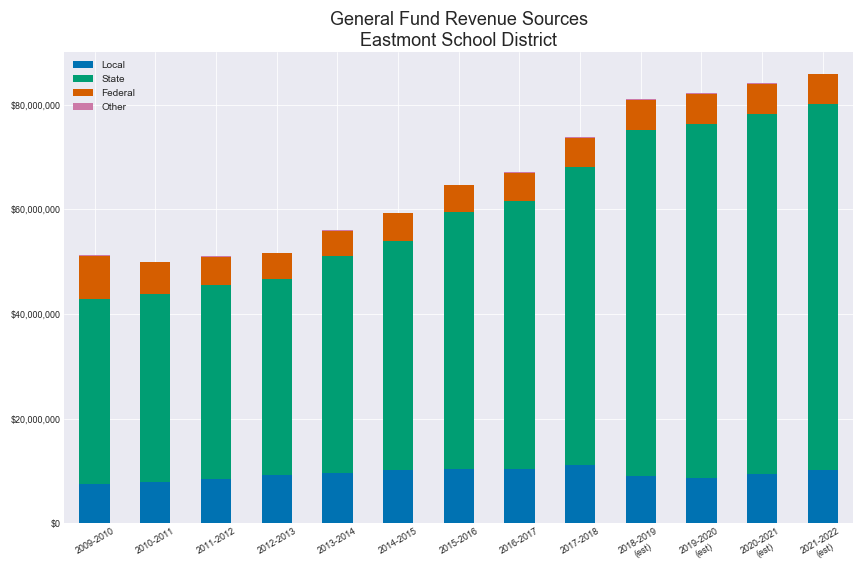 General Fund Revenue Sources
Eastmont School District
Local
State
Federal
Other
$80,000,000
$60,000,000
$40,000,000
$20,000,000
$0
2009-2010
2010-2011
2011-2012
2012-2013
2013-2014
2014-2015
2015-2016
2016-2017
2017-2018
2018-2019
(est)
2019-2020
(est)
2020-2021
(est)
2021-2022
(est)